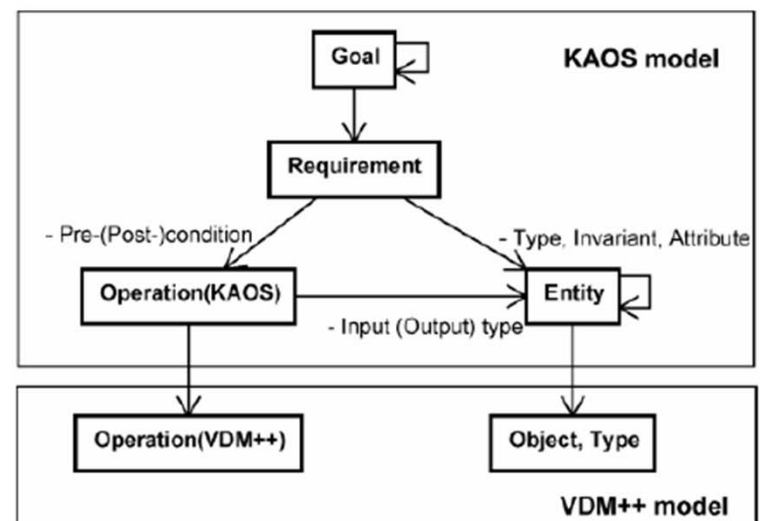 Goal
KAOS model
Requirement
- Pre-(Post-)condition
- Type, Invariant, Attribute
Operation(KAOS)
Entity
- Input (Output) type
Operation(VDM++)
Object, Type
VDM++ model